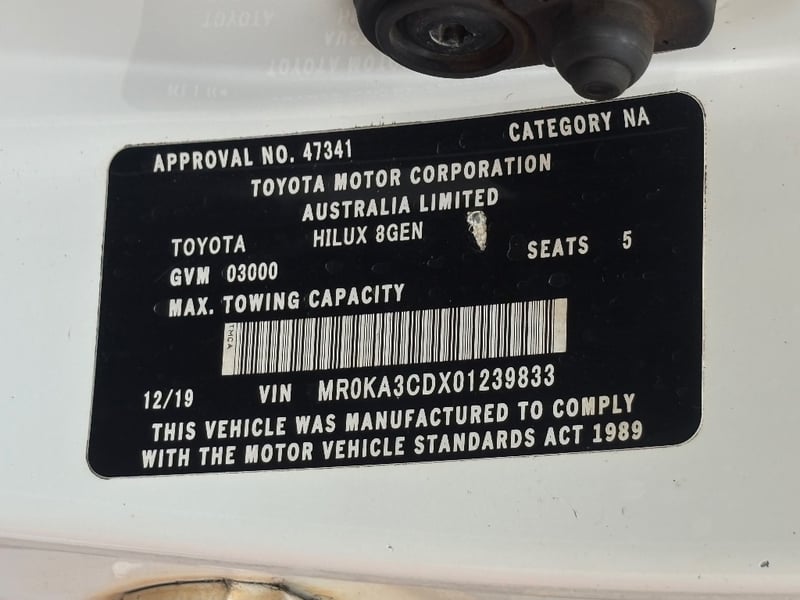 APPROVAL NO. 47341 CATEGORY NA
TOYOTA MOTOR CORPORATION
AUSTRALIA LIMITED
TOYOTA HILUX 8GEN SEATS 5
GVM 03000
MAX. TOWING CAPACITY
TMCA
12/19 VIN MR0KA3CDX01239833
THIS VEHICLE WAS MANUFACTURED TO COMPLY
WITH THE MOTOR VEHICLE STANDARDS ACT 1989